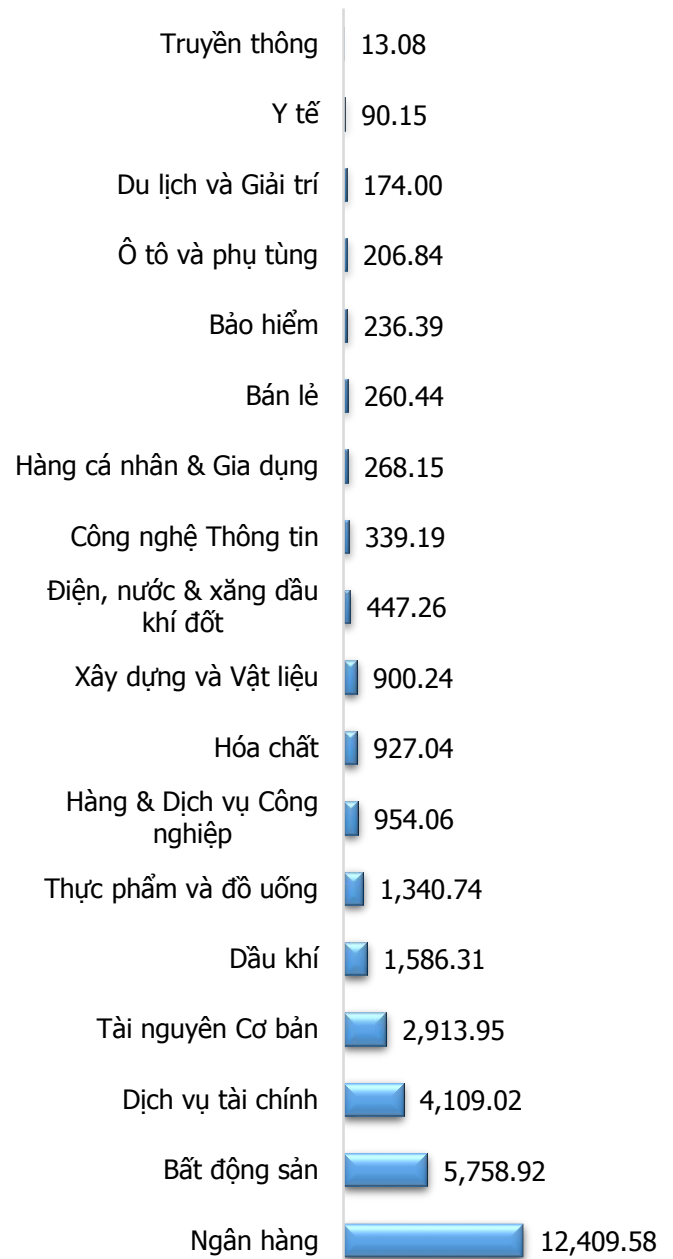 Truyền thông 13.08
Y tế 90.15
Du lịch và Giải trí 174.00
Ô tô và phụ tùng 206.84
Bảo hiểm 236.39
Bán lẻ 260.44
Hàng cá nhân & Gia dụng 268.15
Công nghệ Thông tin 339.19
Điện, nước & xăng dầu
khí đốt 447.26
Xây dựng và Vật liệu 900.24
Hóa chất 927.04
Hàng & Dịch vụ Công
nghiệp 954.06
Thực phẩm và đồ uống 1,340.74
Dầu khí 1,586.31
Tài nguyên Cơ bản 2,913.95
Dịch vụ tài chính 4,109.02
Bất động sản 5,758.92
Ngân hàng 12,409.58